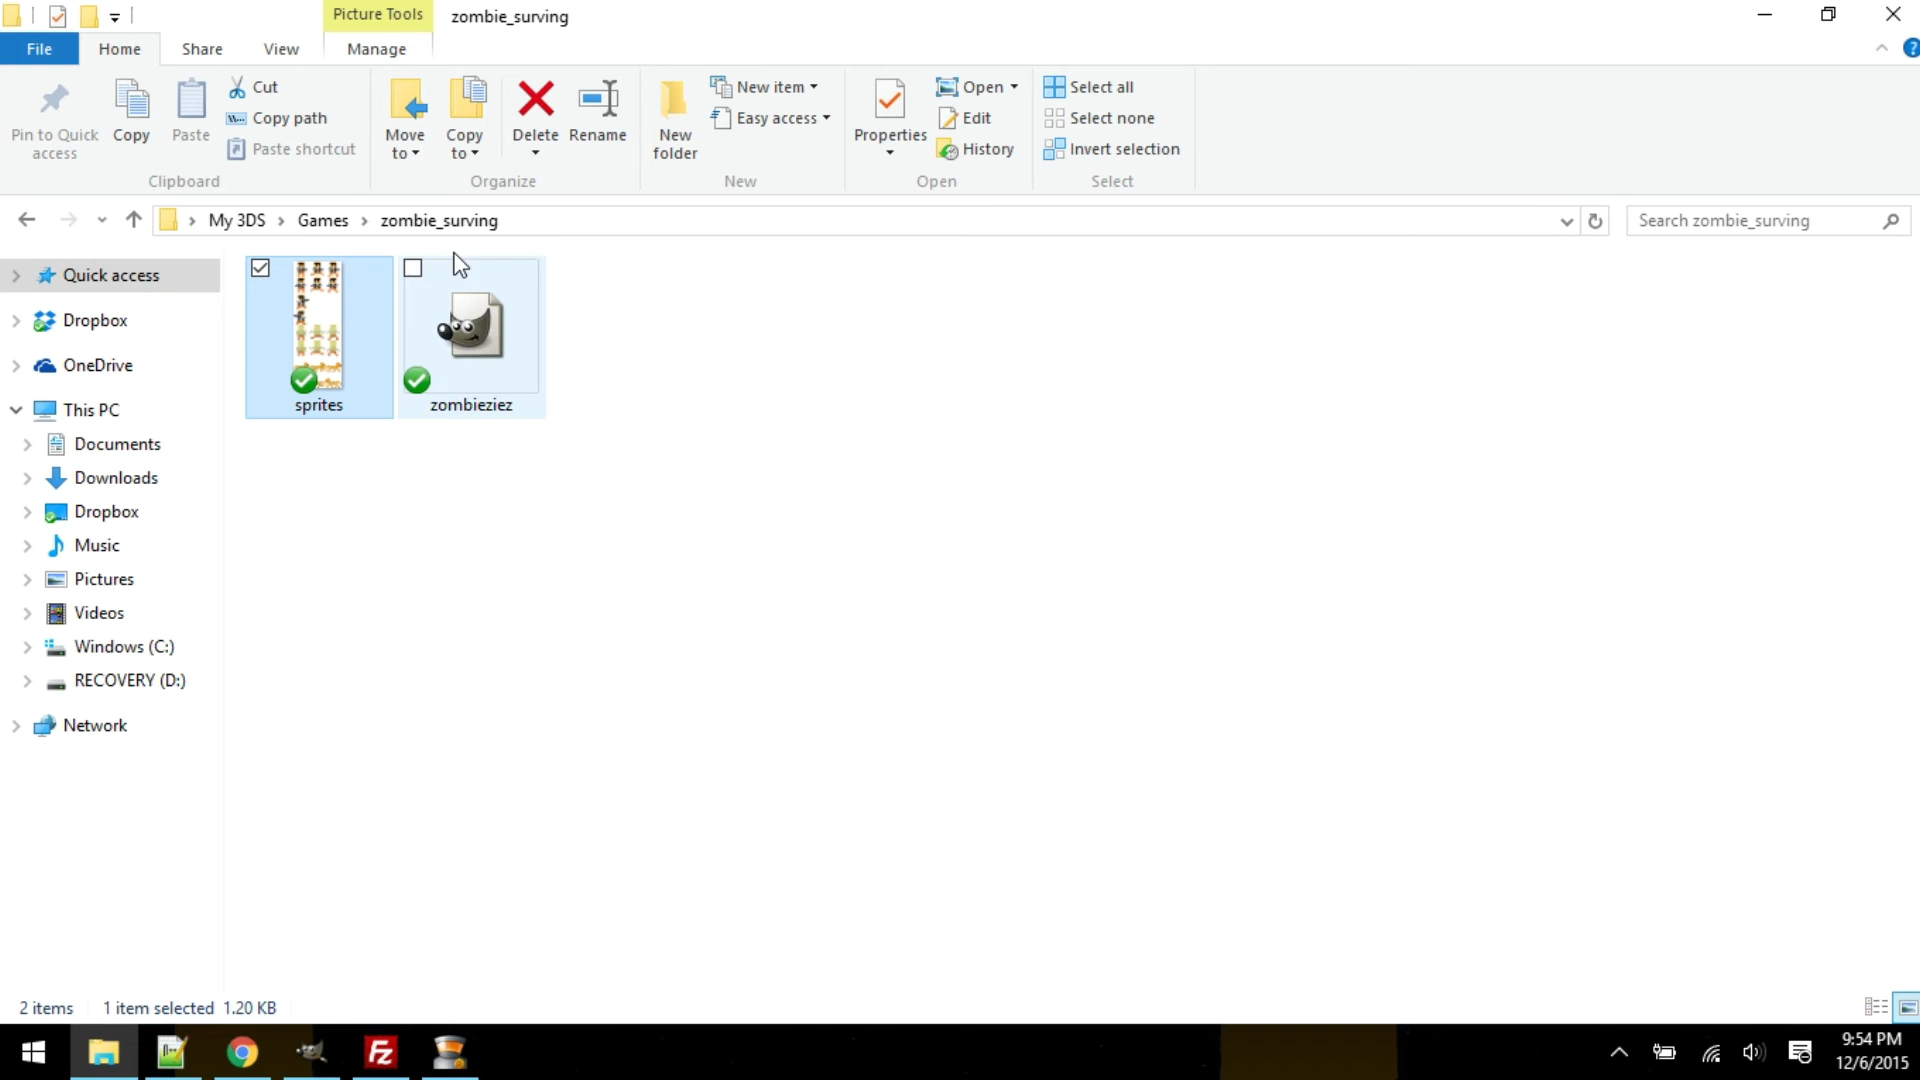 Picture Tools
zombie_surving
File
Home
Share
View
Manage
Pin to Quick access
Copy
Paste
Cut
Copy path
Paste shortcut
Clipboard
Move to
Copy to
Delete
Rename
Organize
New folder
New item
Easy access
New
Properties
Open
Edit
History
Open
Select all
Select none
Invert selection
Select
My 3DS
Games
zombie_surving
Search zombie_surving
Quick access
Dropbox
OneDrive
This PC
Documents
Downloads
Dropbox
Music
Pictures
Videos
Windows (C:)
RECOVERY (D:)
Network
sprites
zombieziez
2 items
1 item selected 1.20 KB
9:54 PM
12/6/2015